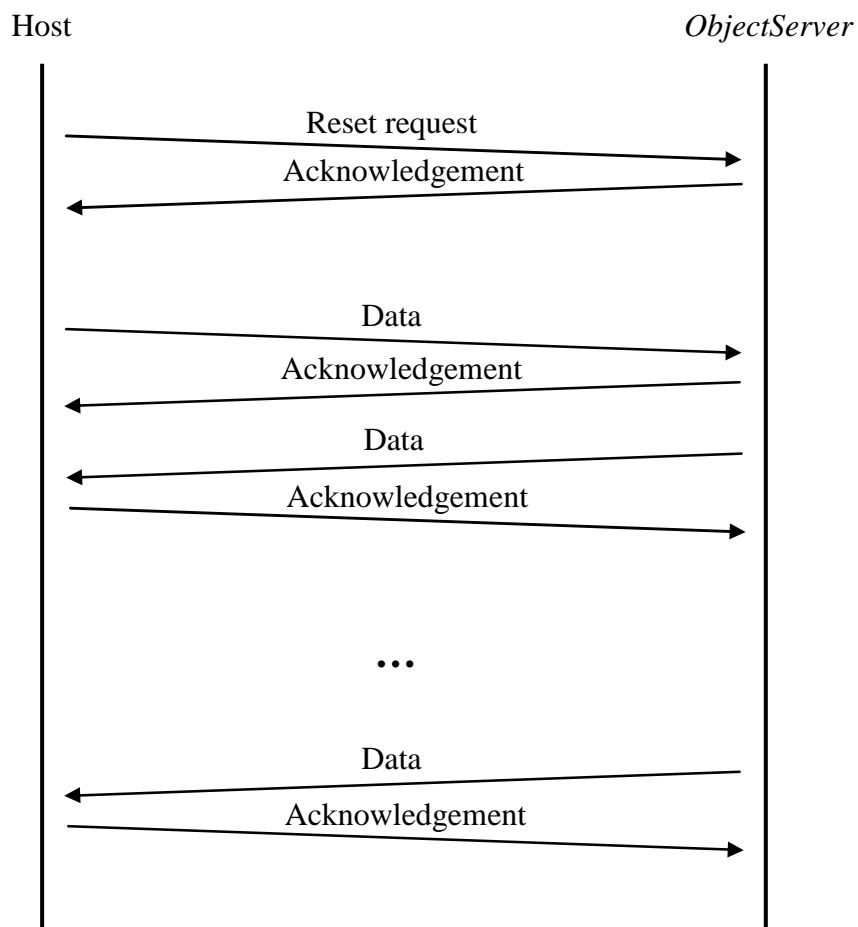 Host
ObjectServer
Reset request
Acknowledgement
Data
Acknowledgement
Data
Acknowledgement
...
Data
Acknowledgement